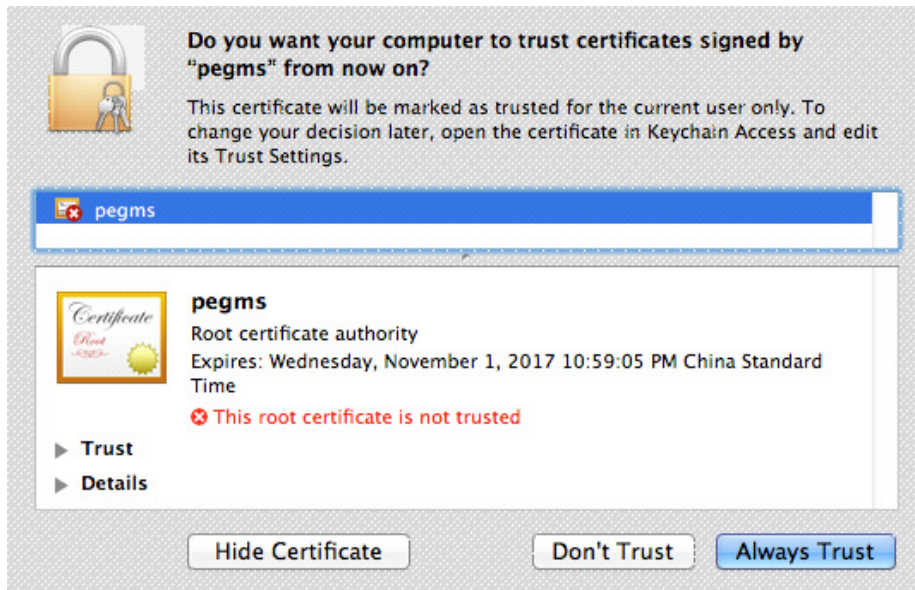 Do you want your computer to trust certificates signed by
“pegms” from now on?
This certificate will be marked as trusted for the current user only. To
change your decision later, open the certificate in Keychain Access and edit
its Trust Settings.
pegms
Certificate
Root
pegms
Root certificate authority
Expires: Wednesday, November 1, 2017 10:59:05 PM China Standard
Time
This root certificate is not trusted
Trust
Details
Hide Certificate
Don't Trust
Always Trust